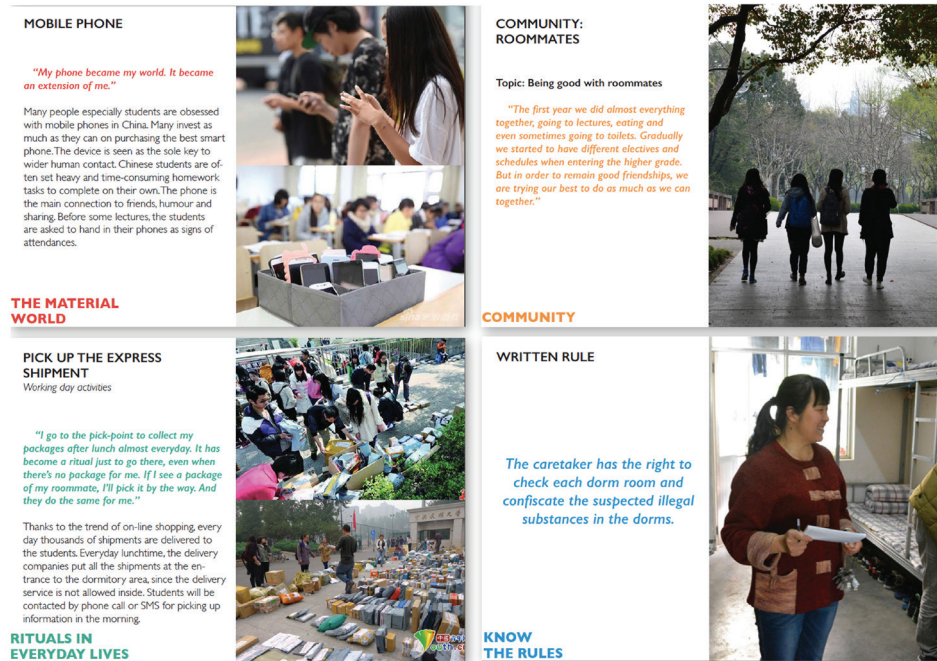 MOBILE PHONE
“My phone became my world. It became
an extension of me.”
Many people especially students are obsessed
with mobile phones in China. Many invest as
much as they can on purchasing the best smart
phone. The device is seen as the sole key to
wider human contact. Chinese students are of-
ten set heavy and time-consuming homework
tasks to complete on their own. The phone is
the main connection to friends, humour and
sharing. Before some lectures, the students
are asked to hand in their phones as signs of
attendances.
THE MATERIAL
WORLD
COMMUNITY:
ROOMMATES
Topic: Being good with roommates
“The first year we did almost everything
together, going to lectures, eating and
even sometimes going to toilets. Gradually
we started to have different electives and
schedules when entering the higher grade.
But in order to remain good friendships, we
are trying our best to do as much as we can
together.”
COMMUNITY
PICK UP THE EXPRESS
SHIPMENT
Working day activities
“I go to the pick-point to collect my
packages after lunch almost everyday. It has
become a ritual just to go there, even when
there’s no package for me. If I see a package
of my roommate, I’ll pick it by the way. And
they do the same for me.”
Thanks to the trend of on-line shopping, every
day thousands of shipments are delivered to
the students. Everyday lunchtime, the delivery
companies put all the shipments at the en-
trance to the dormitory area, since the delivery
service is not allowed inside. Students will be
contacted by phone call or SMS for picking up
information in the morning.
RITUALS IN
EVERYDAY LIVES
WRITTEN RULE
The caretaker has the right to
check each dorm room and
confiscate the suspected illegal
substances in the dorms.
KNOW
THE RULES